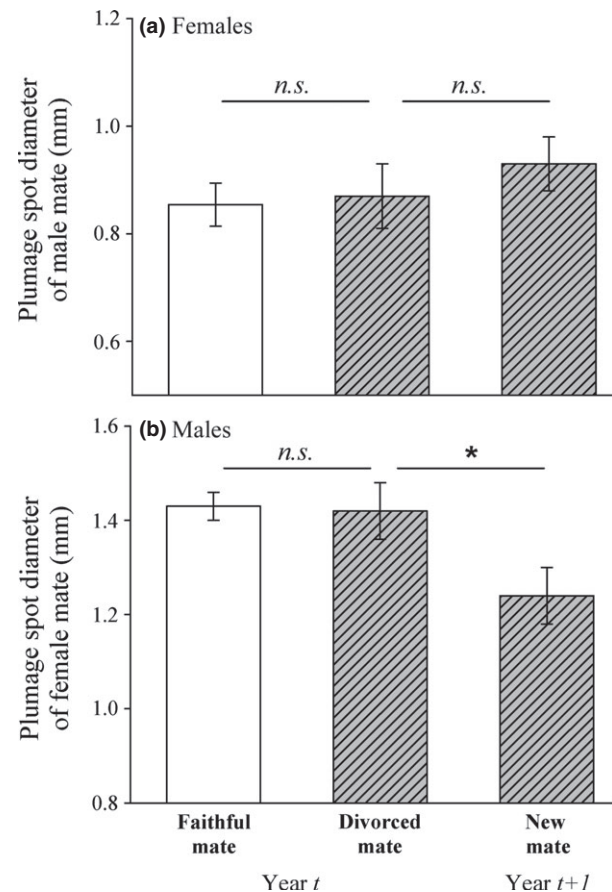 (a) Females
1.2
1.0
0.8
0.6
Plumage spot diameter
of male mate (mm)
n.s.
n.s.
(b) Males
1.6
1.4
1.2
1.0
0.8
Plumage spot diameter
of female mate (mm)
n.s.
*
Faithful
mate
Divorced
mate
New
mate
Year t
Year t+1